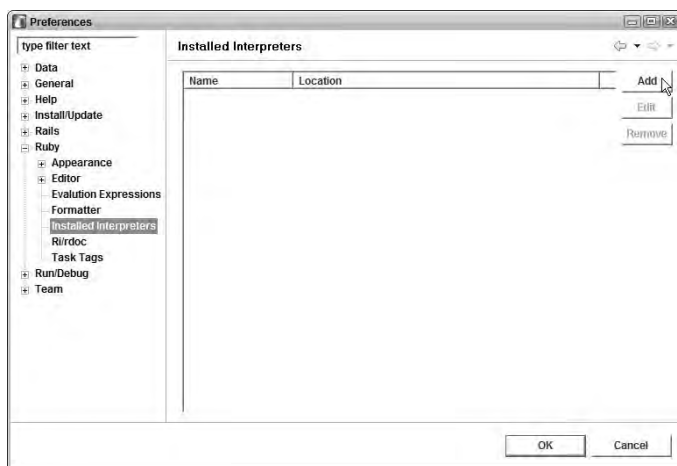 Preferences
type filter text
Data
General
Help
Install/Update
Rails
Ruby
Appearance
Editor
Evalution Expressions
Formatter
Installed Interpreters
Ri/rdoc
Task Tags
Run/Debug
Team
Installed Interpreters
Name Location
Add
Edit
Remove
OK Cancel